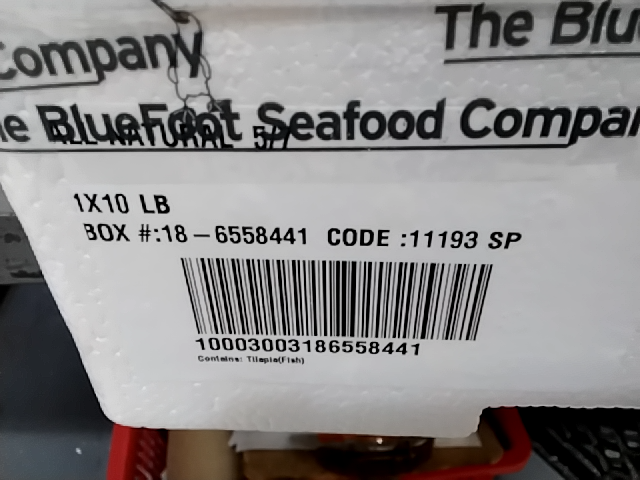 Company
The Blu
e BlueFoot Seafood Compa
ALL NATURAL 5/7
1X10 LB
BOX #:18-6558441 CODE :11193 SP
10003003186558441
Contains: Tilapia(Fish)